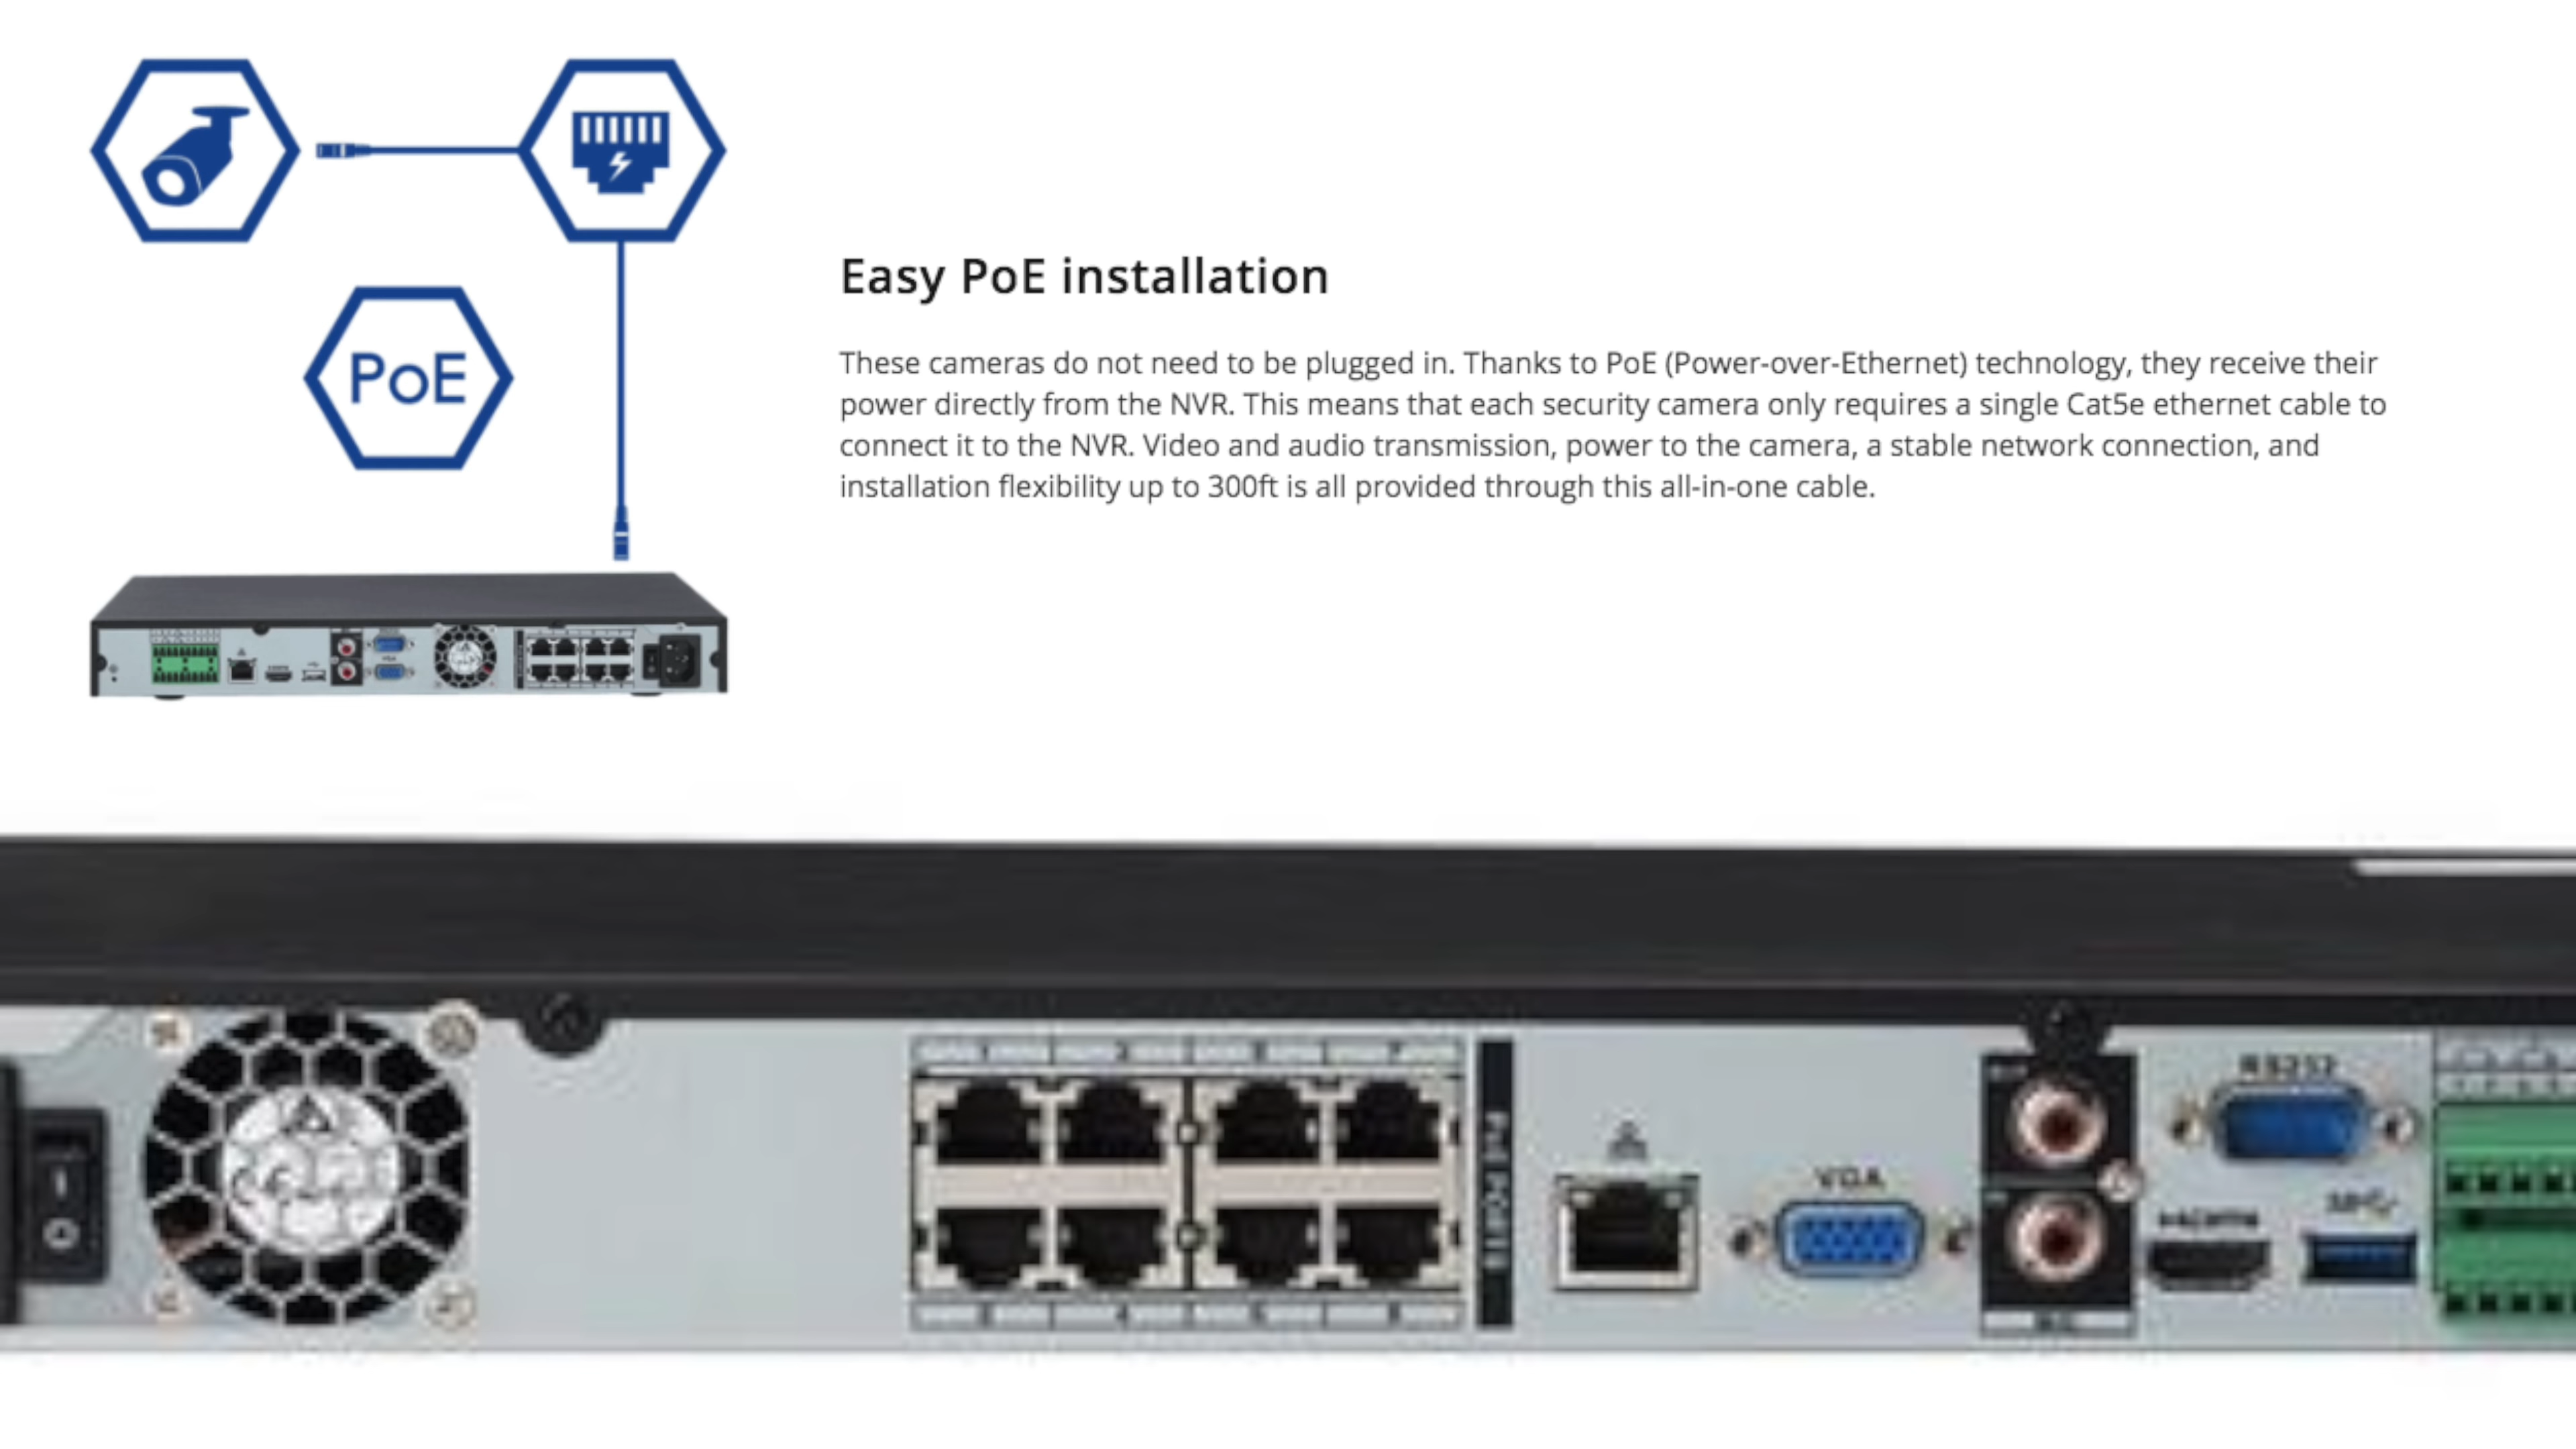 PoE
Easy PoE installation
These cameras do not need to be plugged in. Thanks to PoE (Power-over-Ethernet) technology, they receive their
power directly from the NVR. This means that each security camera only requires a single Cat5e ethernet cable to
connect it to the NVR. Video and audio transmission, power to the camera, a stable network connection, and
installation flexibility up to 300ft is all provided through this all-in-one cable.
PoE PORTS
VGA
RS232
HDMI